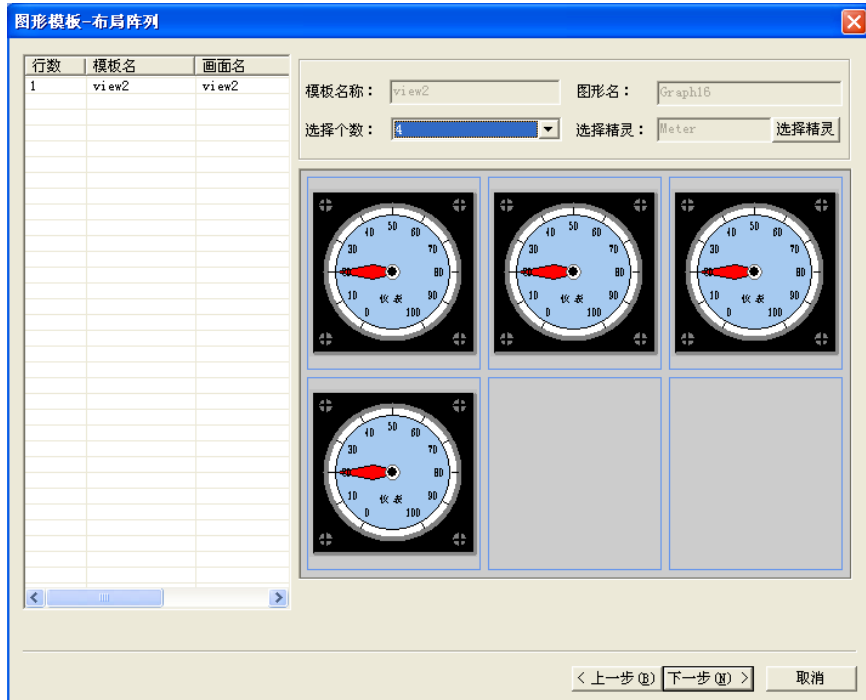 图形模板-布局阵列
行数 模板名 画面名
1 view2 view2
模板名称： view2 图形名： Graph16
选择个数： 4 选择精灵： Meter 选择精灵
50 50 50
40 60 40 60 40 60
30 70 30 70 30 70
80 80 80
10 90 10 90 10 90
仪表 仪表 仪表
0 100 0 100 0 100
50
40 60
30 70
80
10 90
仪表
0 100
< 上一步(B) 下一步(N) > 取消